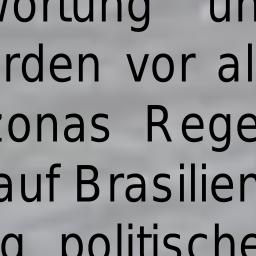 wortung un
rden vor al
zonas Rege
auf Brasilien
g politische